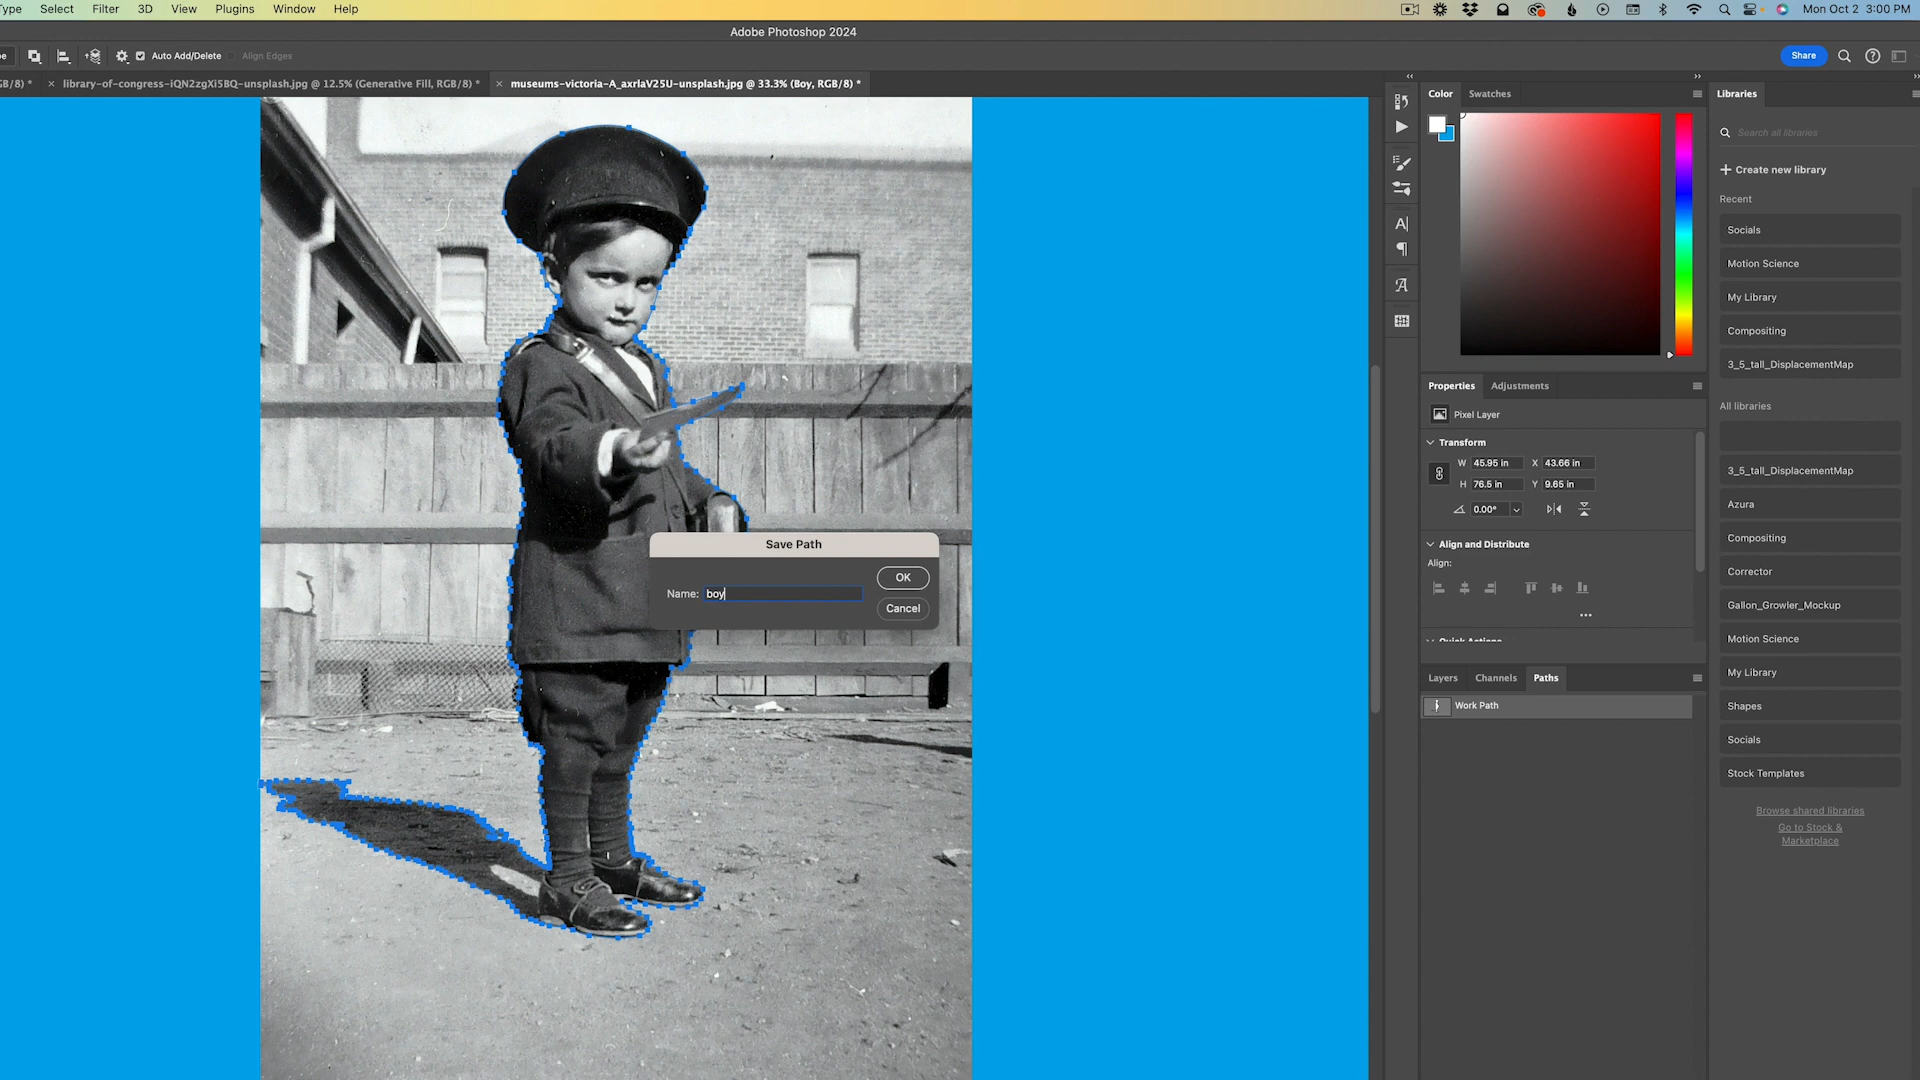 Type Select Filter 3D View Plugins Window Help Mon Oct 2 3:00 PM
Adobe Photoshop 2024
Auto Add/Delete Align Edges Share
GB/8) * × library-of-congress-iQN2zgXi5BQ-unsplash.jpg @ 12.5% (Generative Fill, RGB/8) * × museums-victoria-A_axrlaV25U-unsplash.jpg @ 33.3% (Boy, RGB/8) *
Color Swatches
Libraries
Search all libraries
Create new library
Recent
Socials
Motion Science
My Library
Compositing
3_5_tall_DisplacementMap
All libraries
3_5_tall_DisplacementMap
Azura
Compositing
Corrector
Gallon_Growler_Mockup
Motion Science
My Library
Shapes
Socials
Stock Templates
Browse shared libraries
Go to Stock &
Marketplace
Properties Adjustments
Pixel Layer
Transform
W 45.95 in X 43.66 in
H 76.5 in Y 9.65 in
0.00°
Align and Distribute
Align:
Quick Actions
Layers Channels Paths
Work Path
Save Path
Name: boy
OK
Cancel